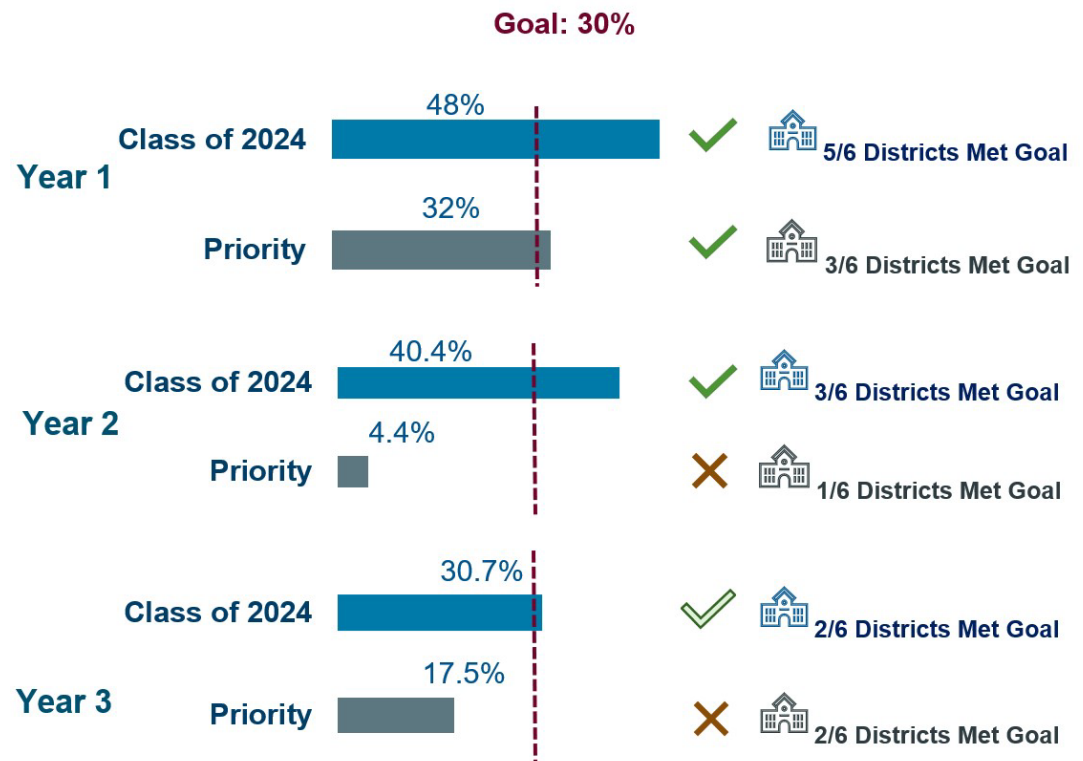 Goal: 30%
48%
Class of 2024
5/6 Districts Met Goal
Year 1
32%
Priority
3/6 Districts Met Goal
40.4%
Class of 2024
3/6 Districts Met Goal
Year 2
4.4%
Priority
1/6 Districts Met Goal
30.7%
Class of 2024
2/6 Districts Met Goal
17.5%
Year 3
Priority
2/6 Districts Met Goal